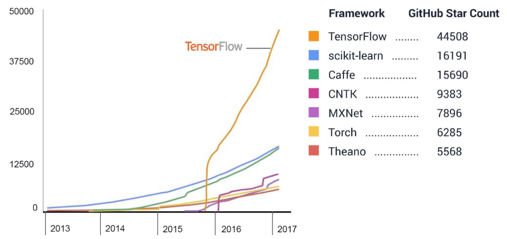 50000
37500
25000
12500
0
TensorFlow
2013
2014
2015
2016
2017
Framework GitHub Star Count
TensorFlow ........ 44508
scikit-learn ........ 16191
Caffe .................. 15690
CNTK ................ 9383
MXNet ................ 7896
Torch ................ 6285
Theano ................ 5568